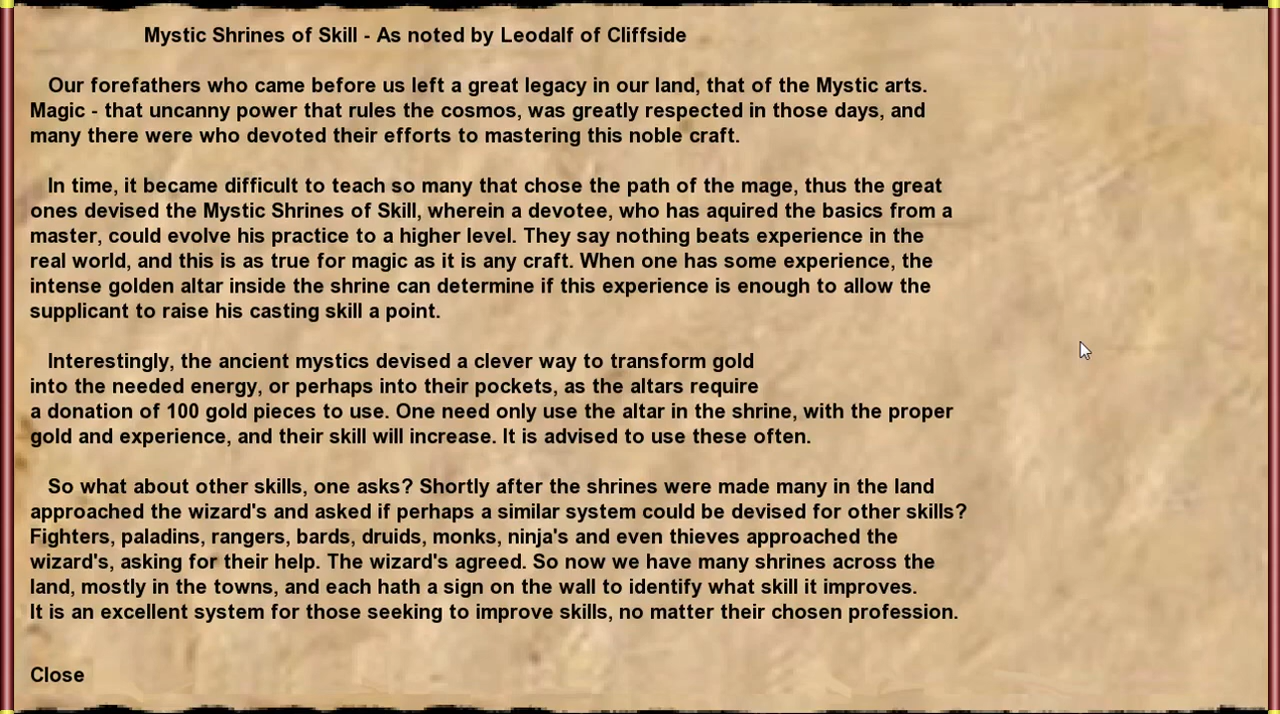 Mystic Shrines of Skill - As noted by Leodalf of Cliffside
Our forefathers who came before us left a great legacy in our land, that of the Mystic arts.
Magic - that uncanny power that rules the cosmos, was greatly respected in those days, and
many there were who devoted their efforts to mastering this noble craft.
In time, it became difficult to teach so many that chose the path of the mage, thus the great
ones devised the Mystic Shrines of Skill, wherein a devotee, who has aquired the basics from a
master, could evolve his practice to a higher level. They say nothing beats experience in the
real world, and this is as true for magic as it is any craft. When one has some experience, the
intense golden altar inside the shrine can determine if this experience is enough to allow the
supplicant to raise his casting skill a point.
Interestingly, the ancient mystics devised a clever way to transform gold
into the needed energy, or perhaps into their pockets, as the altars require
a donation of 100 gold pieces to use. One need only use the altar in the shrine, with the proper
gold and experience, and their skill will increase. It is advised to use these often.
So what about other skills, one asks? Shortly after the shrines were made many in the land
approached the wizard's and asked if perhaps a similar system could be devised for other skills?
Fighters, paladins, rangers, bards, druids, monks, ninja's and even thieves approached the
wizard's, asking for their help. The wizard's agreed. So now we have many shrines across the
land, mostly in the towns, and each hath a sign on the wall to identify what skill it improves.
It is an excellent system for those seeking to improve skills, no matter their chosen profession.
Close